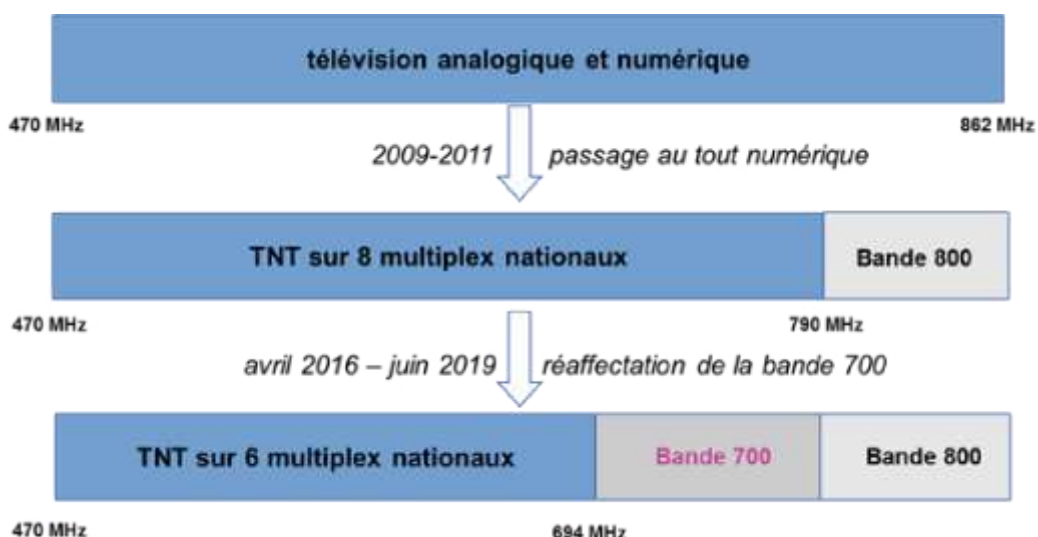 télévision analogique et numérique
470 MHz 862 MHz
2009-2011 passage au tout numérique
TNT sur 8 multiplex nationaux Bande 800
470 MHz 790 MHz
avril 2016 – juin 2019 réaffectation de la bande 700
TNT sur 6 multiplex nationaux Bande 700 Bande 800
470 MHz 694 MHz